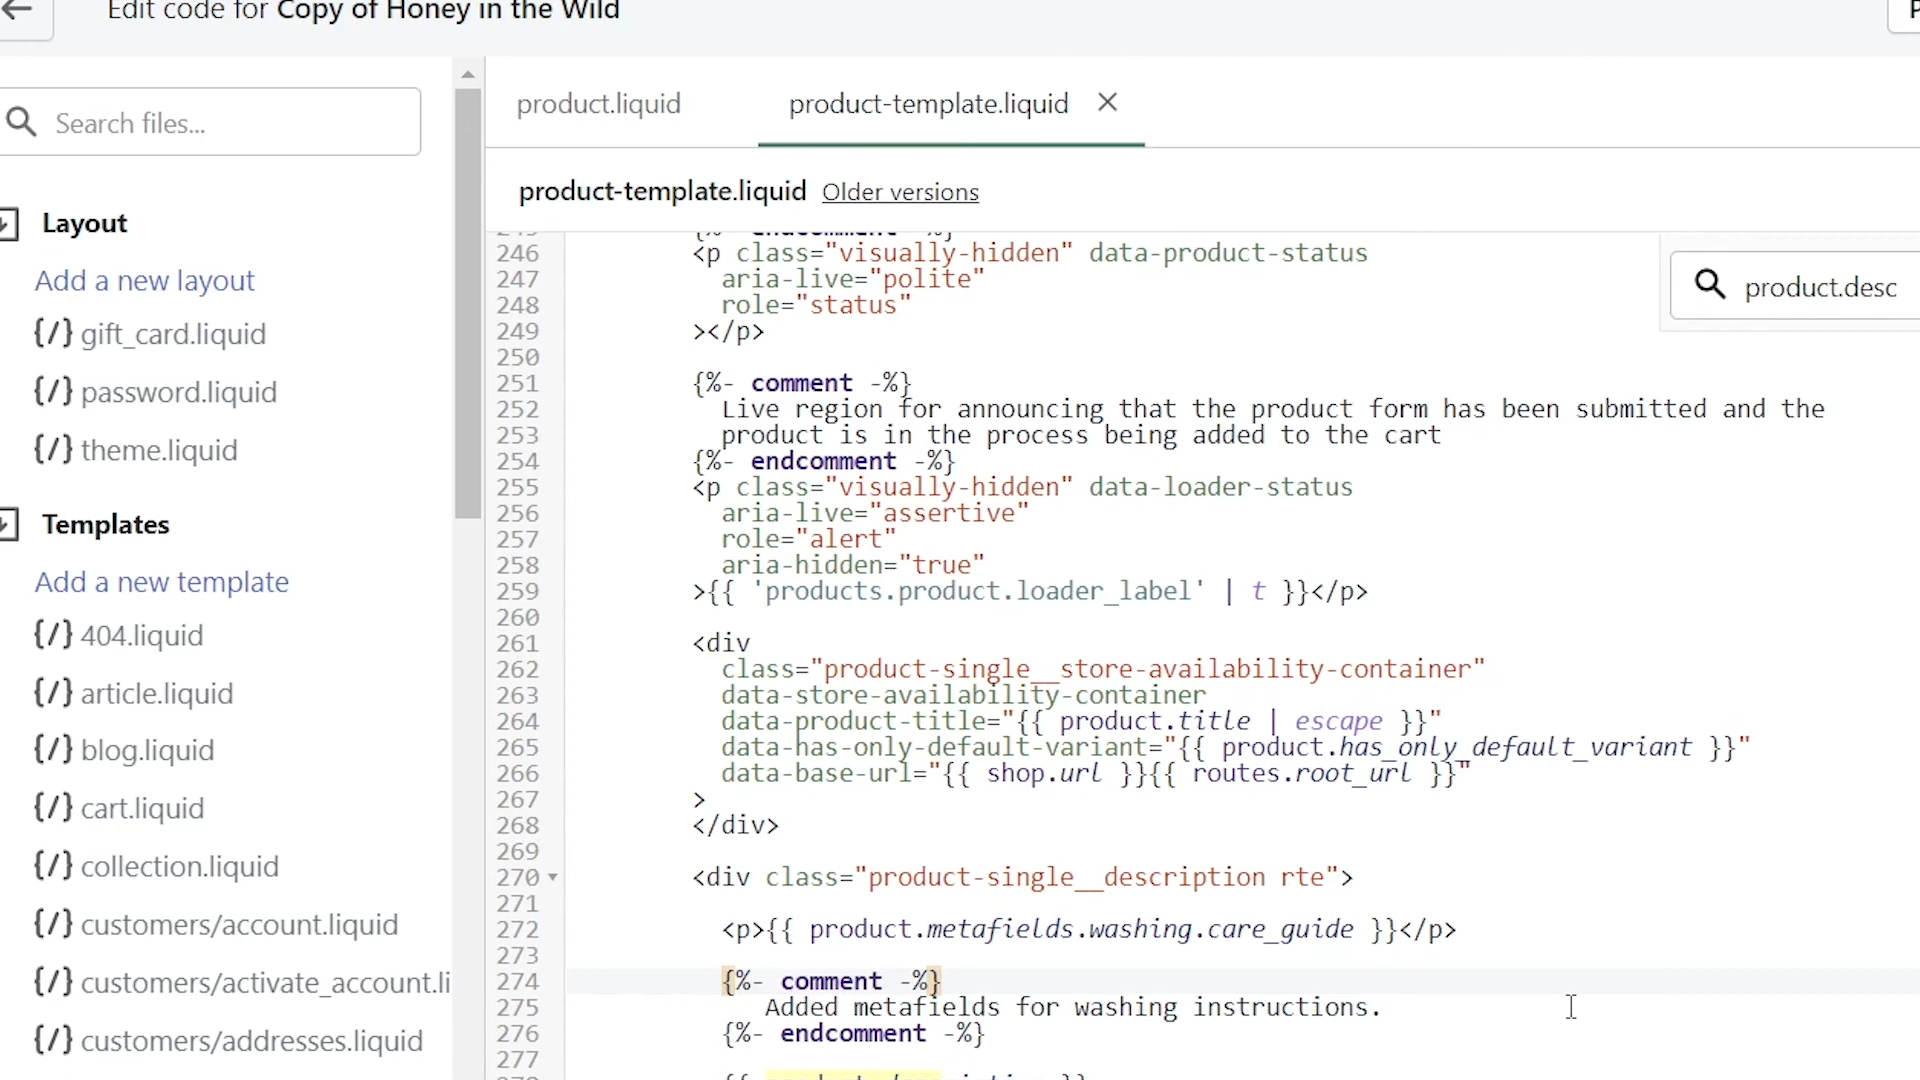 Edit code for Copy of Honey in the Wild
Search files...
Layout
Add a new layout
{/} gift_card.liquid
{/} password.liquid
{/} theme.liquid
Templates
Add a new template
{/} 404.liquid
{/} article.liquid
{/} blog.liquid
{/} cart.liquid
{/} collection.liquid
{/} customers/account.liquid
{/} customers/activate_account.li
{/} customers/addresses.liquid
product.liquid
product-template.liquid
product-template.liquid Older versions
product.desc
{%- endcomment -%}
246 <p class="visually-hidden" data-product-status
247 aria-live="polite"
248 role="status"
249 ></p>
250
251 {%- comment -%}
252 Live region for announcing that the product form has been submitted and the
253 product is in the process being added to the cart
254 {%- endcomment -%}
255 <p class="visually-hidden" data-loader-status
256 aria-live="assertive"
257 role="alert"
258 aria-hidden="true"
259 >{{ 'products.product.loader_label' | t }}</p>
260
261 <div
262 class="product-single__store-availability-container"
263 data-store-availability-container
264 data-product-title="{{ product.title | escape }}"
265 data-has-only-default-variant="{{ product.has_only_default_variant }}"
266 data-base-url="{{ shop.url }}{{ routes.root_url }}"
267 >
268 </div>
269
270 <div class="product-single__description rte">
271
272 <p>{{ product.metafields.washing.care_guide }}</p>
273
274 {%- comment -%}
275 Added metafields for washing instructions.
276 {%- endcomment -%}
277